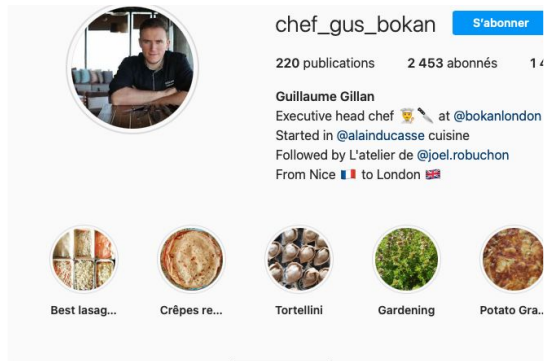 chef_gus_bokan S'abonner
220 publications 2 453 abonnés 1
Guillaume Gillan
Executive head chef 👨‍🍳🔪 at @bokanlondon
Started in @alainducasse cuisine
Followed by L'atelier de @joel.robuchon
From Nice 🇫🇷 to London 🇬🇧
Best lasag... Crêpes re... Tortellini Gardening Potato Gra...